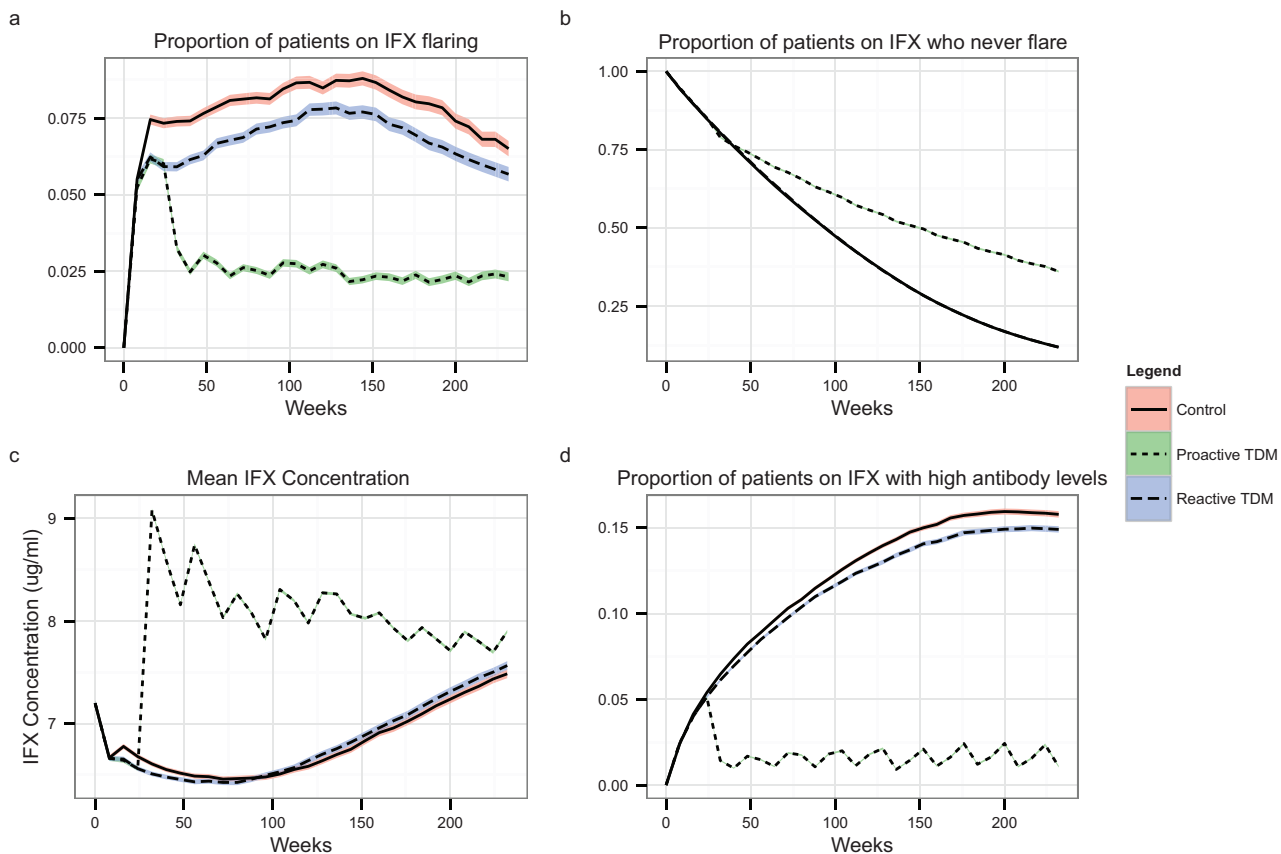 a
Proportion of patients on IFX flaring
0.075
0.050
0.025
0.000
0 50 100 150 200
Weeks
b
Proportion of patients on IFX who never flare
1.00
0.75
0.50
0.25
0 50 100 150 200
Weeks
Legend
Control
Proactive TDM
Reactive TDM
c
Mean IFX Concentration
IFX Concentration (ug/ml)
9
8
7
0 50 100 150 200
Weeks
d
Proportion of patients on IFX with high antibody levels
0.15
0.10
0.05
0.00
0 50 100 150 200
Weeks